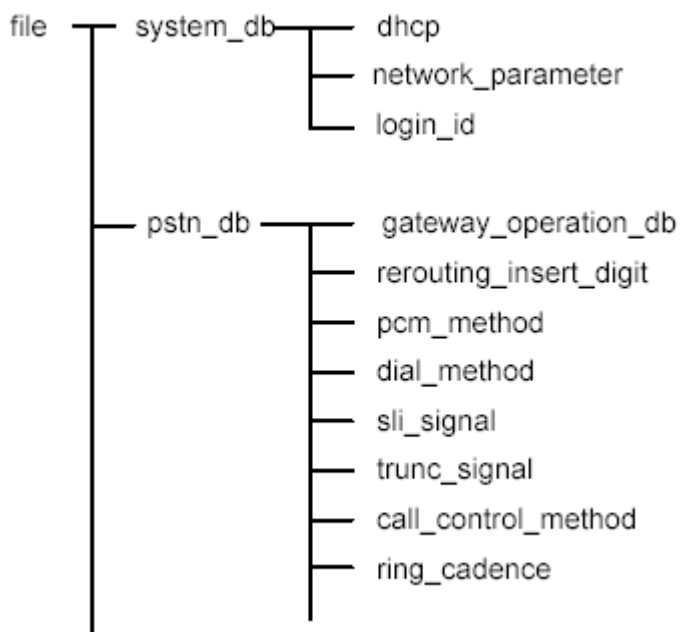 file system_db dhcp
network_parameter
login_id
pstn_db gateway_operation_db
rerouting_insert_digit
pcm_method
dial_method
sli_signal
trunc_signal
call_control_method
ring_cadence